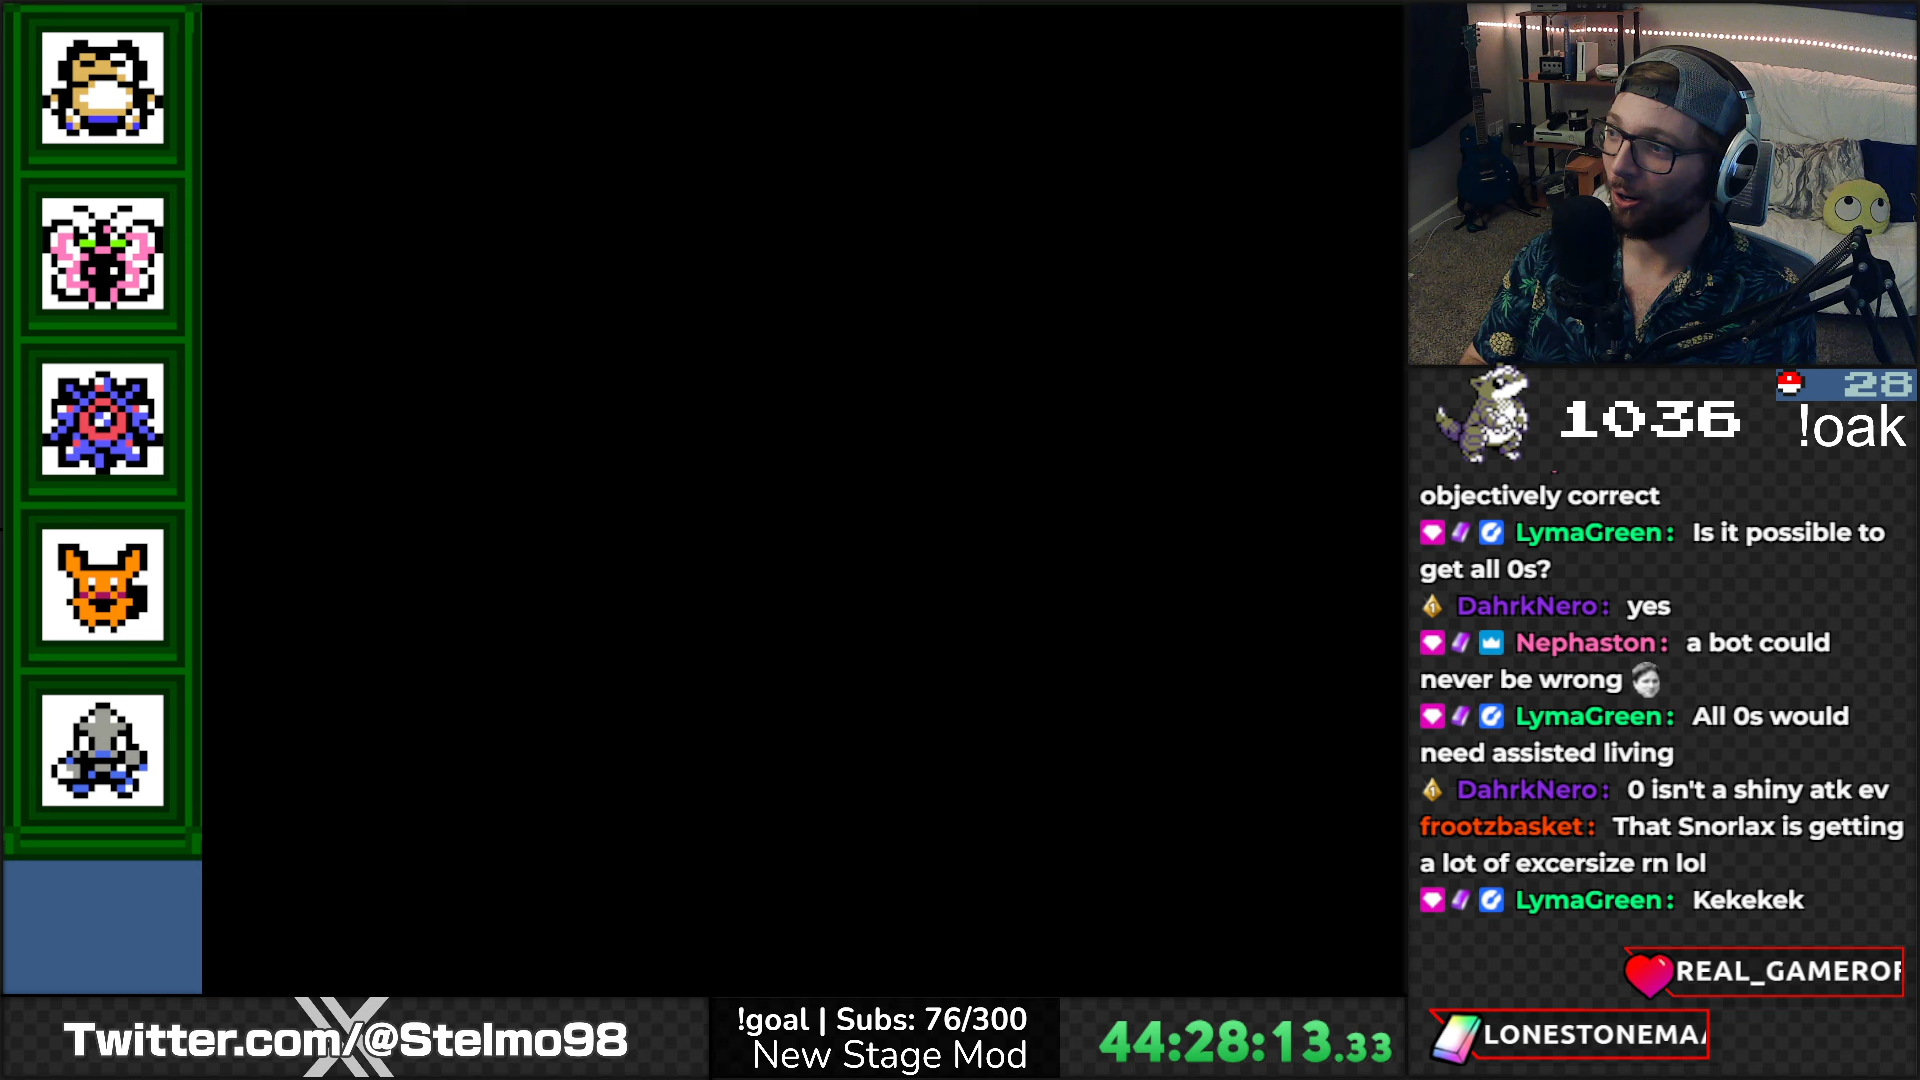 28
1036
!oak
objectively correct
LymaGreen: Is it possible to
get all 0s?
DahrkNero: yes
Nephaston: a bot could
never be wrong
LymaGreen: All 0s would
need assisted living
DahrkNero: 0 isn't a shiny atk ev
frootzbasket: That Snorlax is getting
a lot of excersize rn lol
LymaGreen: Kekekek
REAL_GAMEROF
LONESTONEMA
Twitter.com/@Stelmo98
!goal | Subs: 76/300
New Stage Mod
44:28:13.33